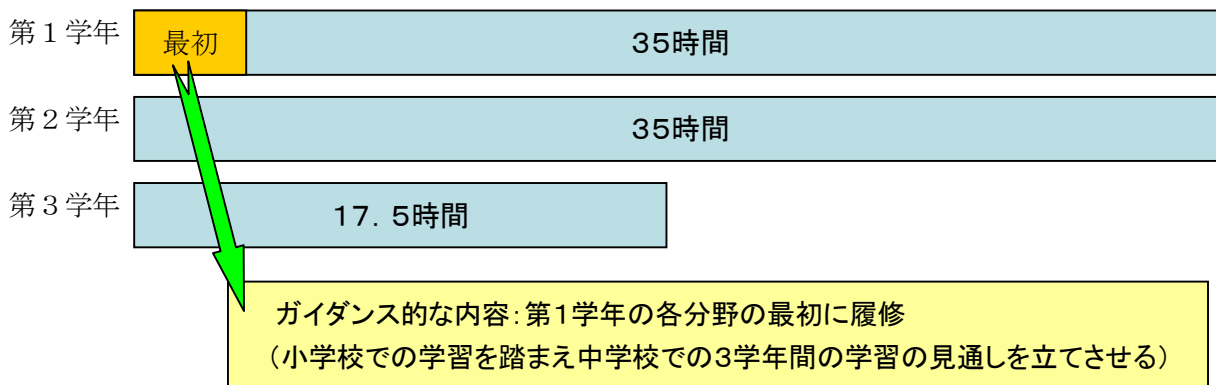 第１学年
最初
３５時間
第２学年
３５時間
第３学年
１７．５時間
ガイダンス的な内容：第１学年の各分野の最初に履修
（小学校での学習を踏まえ中学校での３学年間の学習の見通しを立てさせる）